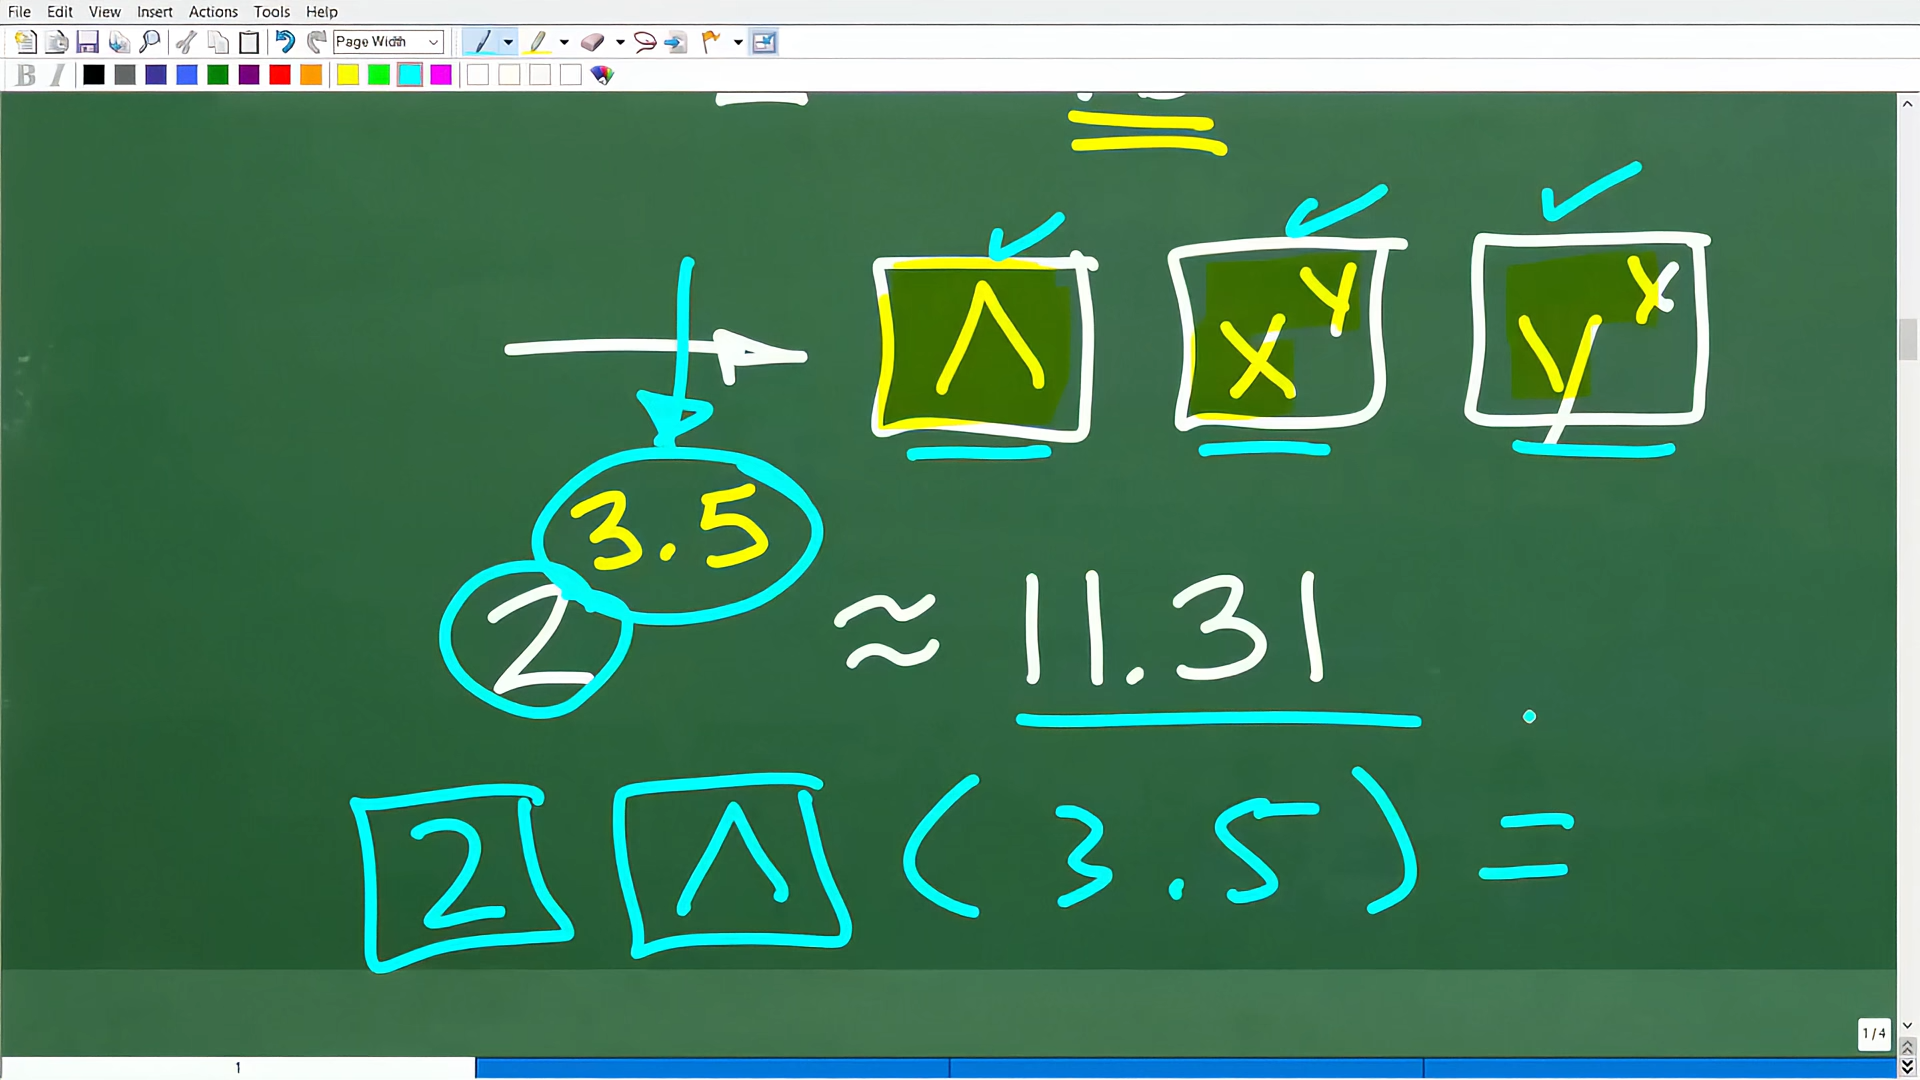 File Edit View Insert Actions Tools Help
Page Width
B I
∧ x^y y^x
2^3.5 ≈ 11.31
2 ∧ (3.5) =
1 / 4
1